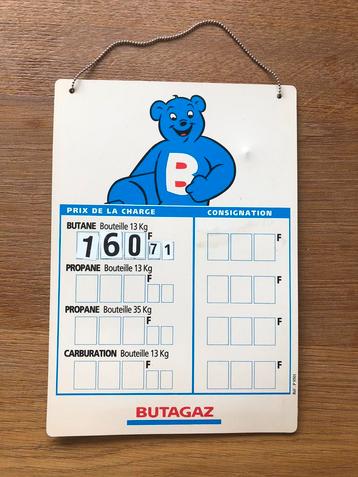 B
PRIX DE LA CHARGE CONSIGNATION
BUTANE Bouteille 13 Kg
160 F 71 F
PROPANE Bouteille 13 Kg
F F
PROPANE Bouteille 35 Kg
F F
CARBURATION Bouteille 13 Kg
F F
BUTAGAZ